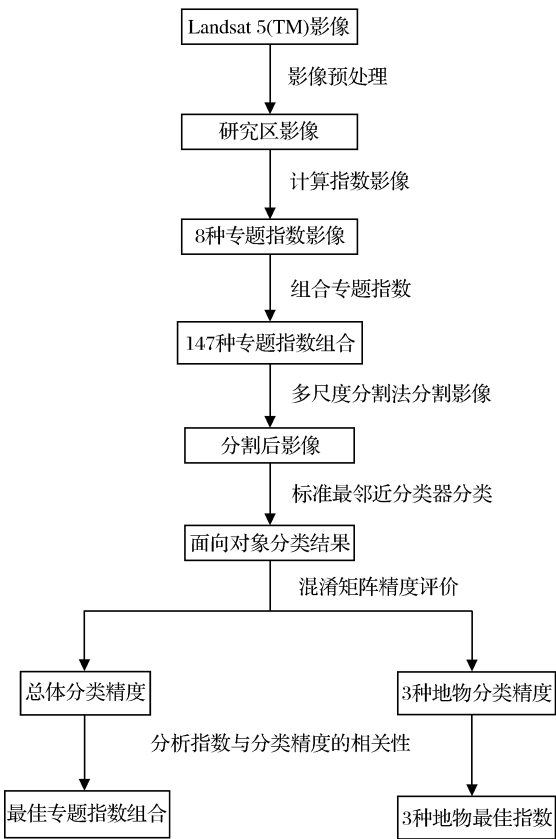 Landsat 5(TM)影像
影像预处理
研究区影像
计算指数影像
8种专题指数影像
组合专题指数
147种专题指数组合
多尺度分割法分割影像
分割后影像
标准最邻近分类器分类
面向对象分类结果
混淆矩阵精度评价
总体分类精度
3种地物分类精度
分析指数与分类精度的相关性
最佳专题指数组合
3种地物最佳指数